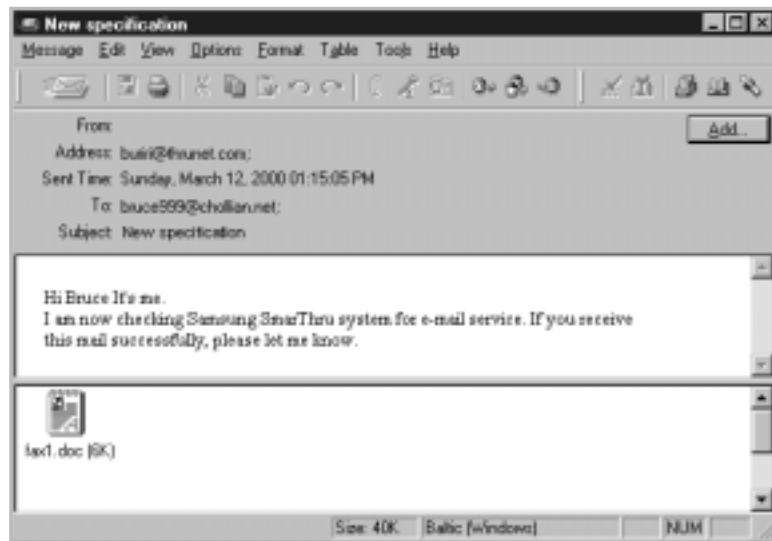 New specification
Message Edit View Options Format Table Tools Help
From:
Add...
Address: buriri@thrunet.com;
Sent Time: Sunday, March 12, 2000 01:15:05 PM
To: bruce999@chollian.net;
Subject: New specification
Hi Bruce It's me.
I am now checking Samsung SmarThru system for e-mail service. If you receive
this mail successfully, please let me know.
fax1.doc (6K)
Size: 40K Baltic (Windows) NUM